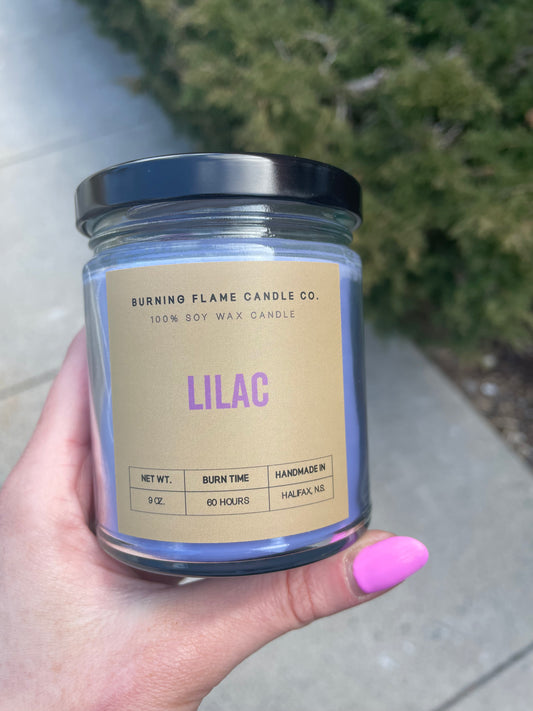 BURNING FLAME CANDLE CO.
100% SOY WAX CANDLE
LILAC
NET WT. BURN TIME HANDMADE IN
9 OZ. 60 HOURS HALIFAX, N.S.